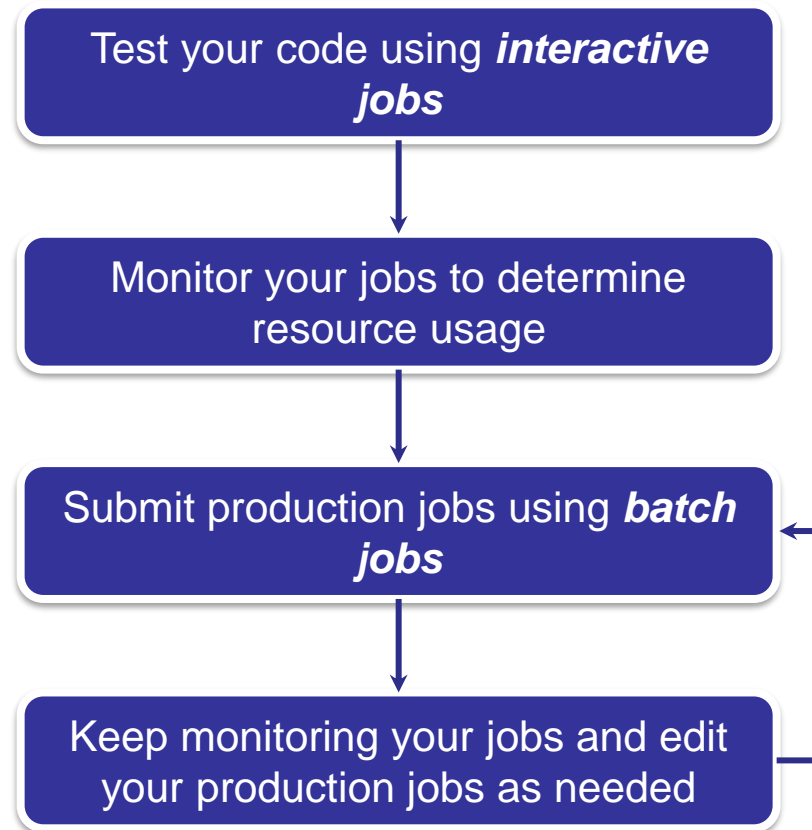 Test your code using interactive
jobs
Monitor your jobs to determine
resource usage
Submit production jobs using batch
jobs
Keep monitoring your jobs and edit
your production jobs as needed